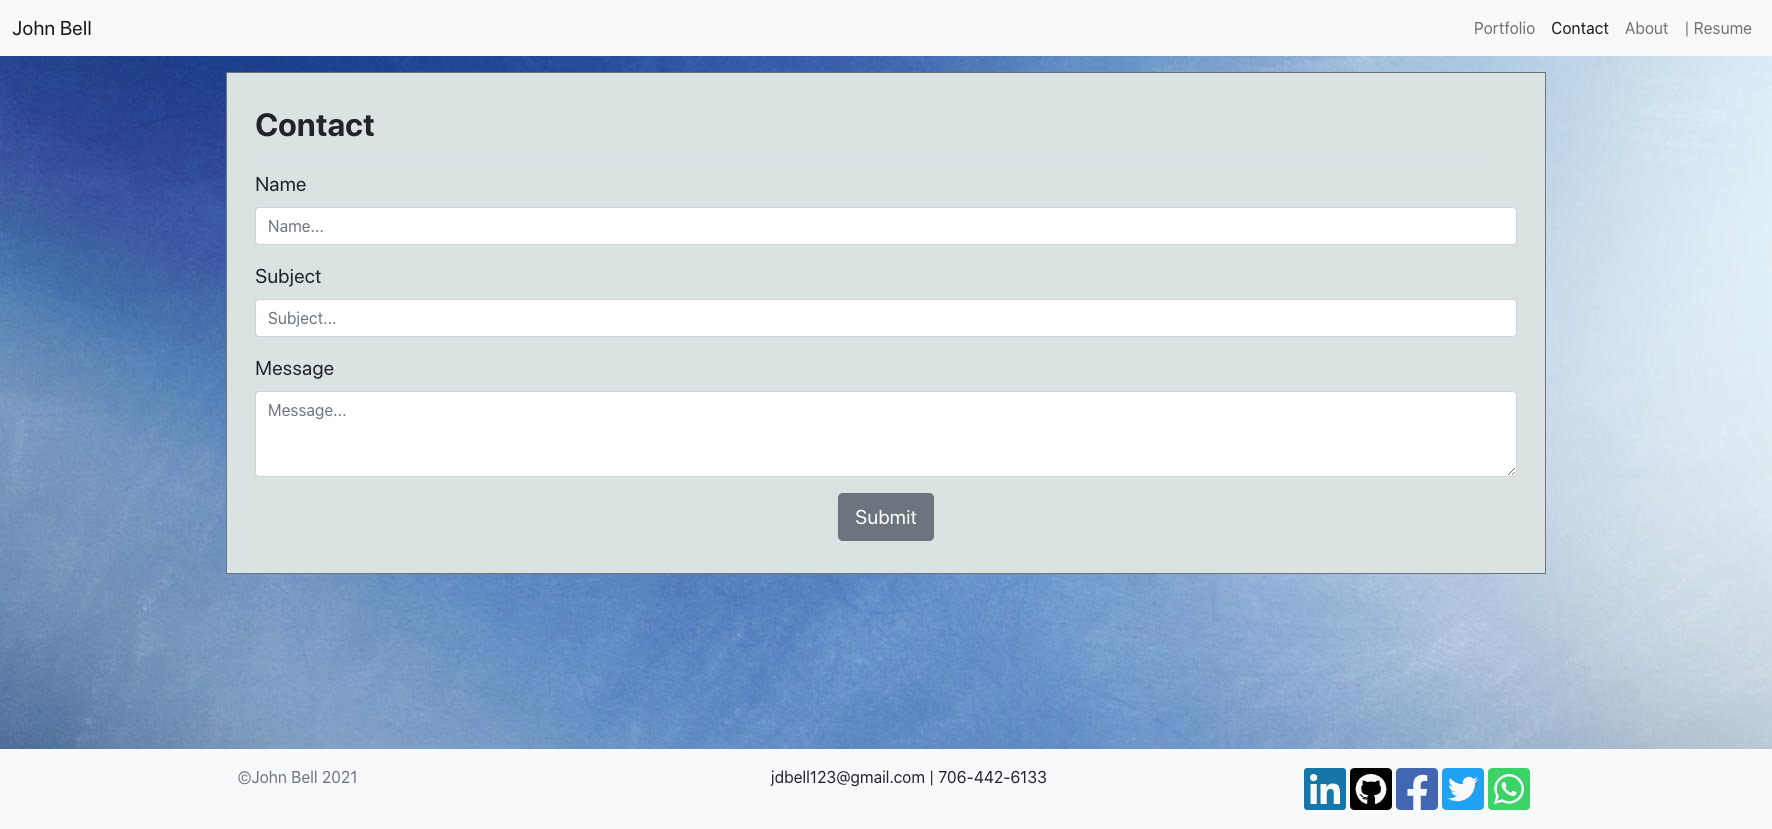 John Bell
Portfolio Contact About | Resume
Contact
Name
Name...
Subject
Subject...
Message
Message...
Submit
©John Bell 2021
jdbell123@gmail.com | 706-442-6133
in